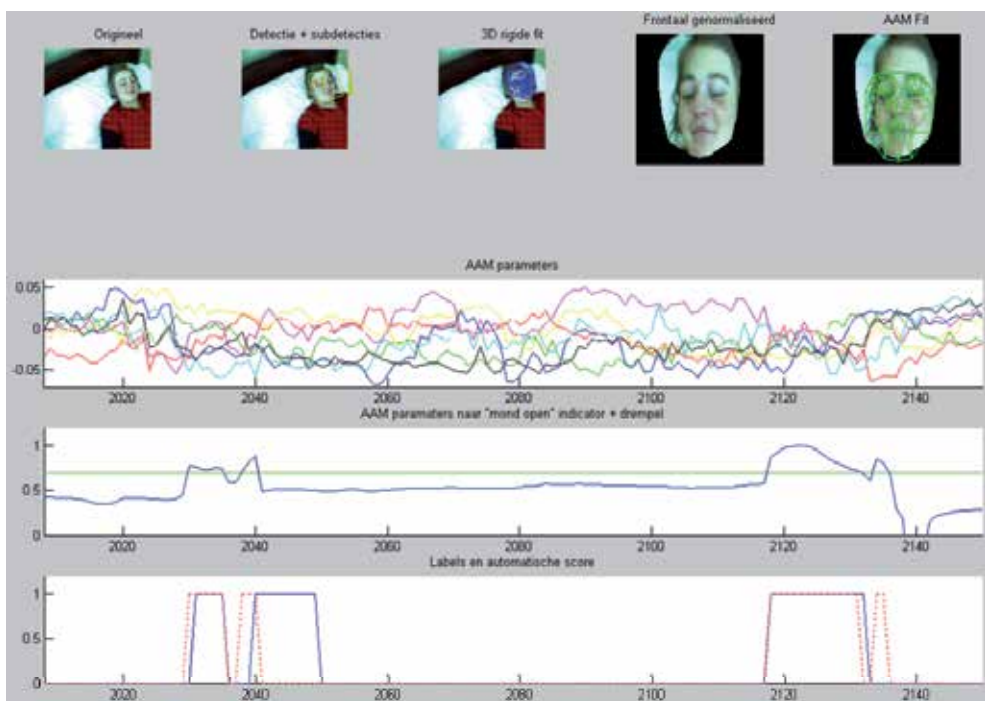 Origineel
Detectie + subdetecties
3D rigide fit
Frontaal genormaliseerd
AAM Fit
AAM parameters
0.05
0
-0.05
2020 2040 2060 2080 2100 2120 2140
AAM paramaters naar "mond open" indicator + drempel
1
0.5
0
2020 2040 2060 2080 2100 2120 2140
Labels en automatische score
1
0.5
0
2020 2040 2060 2080 2100 2120 2140